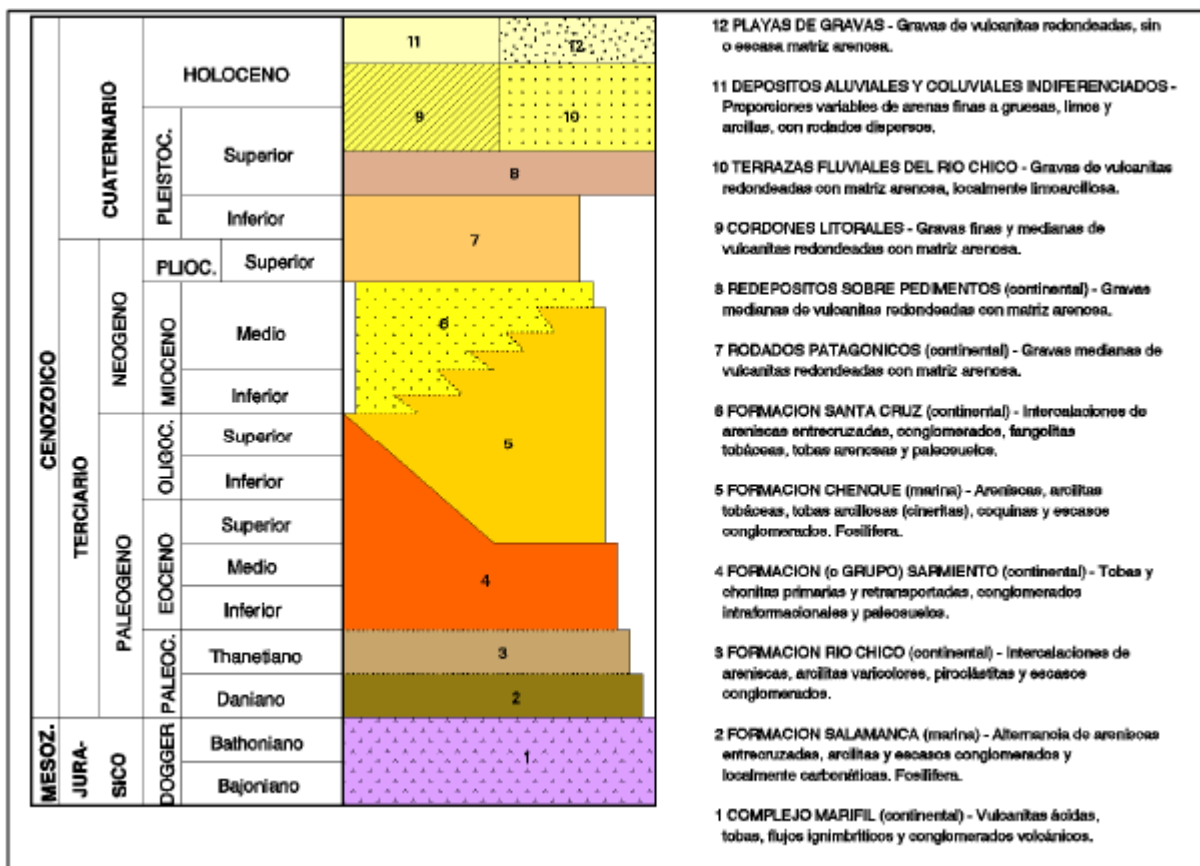 CENOZOICO
MESOZ.
TERCIARIO
CUATERNARIO
JURA-
SICO
PALEOGENO
NEOGENO
HOLOCENO
PLEISTOC.
Superior
Inferior
PLIOC.
Superior
MIOCENO
Medio
Inferior
OLIGOC.
Superior
Inferior
EOCENO
Superior
Medio
Inferior
PALEOC.
Thanetiano
Daniano
DOGGER
Bathoniano
Bajoniano
11
12
9
10
8
7
6
5
4
3
2
1
12 PLAYAS DE GRAVAS - Gravas de vulcanitas redondeadas, sin
o escasa matriz arenosa.
11 DEPOSITOS ALUVIALES Y COLUVIALES INDIFERENCIADOS -
Proporciones variables de arenas finas a gruesas, limos y
arcillas, con rodados dispersos.
10 TERRAZAS FLUVIALES DEL RIO CHICO - Gravas de vulcanitas
redondeadas con matriz arenosa, localmente limoarcillosa.
9 CORDONES LITORALES - Gravas finas y medianas de
vulcanitas redondeadas con matriz arenosa.
8 REDEPOSITOS SOBRE PEDIMENTOS (continental) - Gravas
medianas de vulcanitas redondeadas con matriz arenosa.
7 RODADOS PATAGONICOS (continental) - Gravas medianas de
vulcanitas redondeadas con matriz arenosa.
6 FORMACION SANTA CRUZ (continental) - Intercalaciones de
areniscas entrecruzadas, conglomerados, fangolitas
tobáceas, tobas arenosas y paleosuelos.
5 FORMACION CHENQUE (marina) - Areniscas, arcilitas
tobáceas, tobas arcillosas (cineritas), coquinas y escasos
conglomerados. Fosilífera.
4 FORMACION (o GRUPO) SARMIENTO (continental) - Tobas y
chonitas primarias y retransportadas, conglomerados
intraformacionales y paleosuelos.
3 FORMACION RIO CHICO (continental) - Intercalaciones de
areniscas, arcilitas varicolores, piroclástitas y escasos
conglomerados.
2 FORMACION SALAMANCA (marina) - Alternancia de areniscas
entrecruzadas, arcilitas y escasos conglomerados y
localmente carbonáticas. Fosilífera.
1 COMPLEJO MARIFIL (continental) - Vulcanitas ácidas,
tobas, flujos ignimbríticos y conglomerados volcánicos.